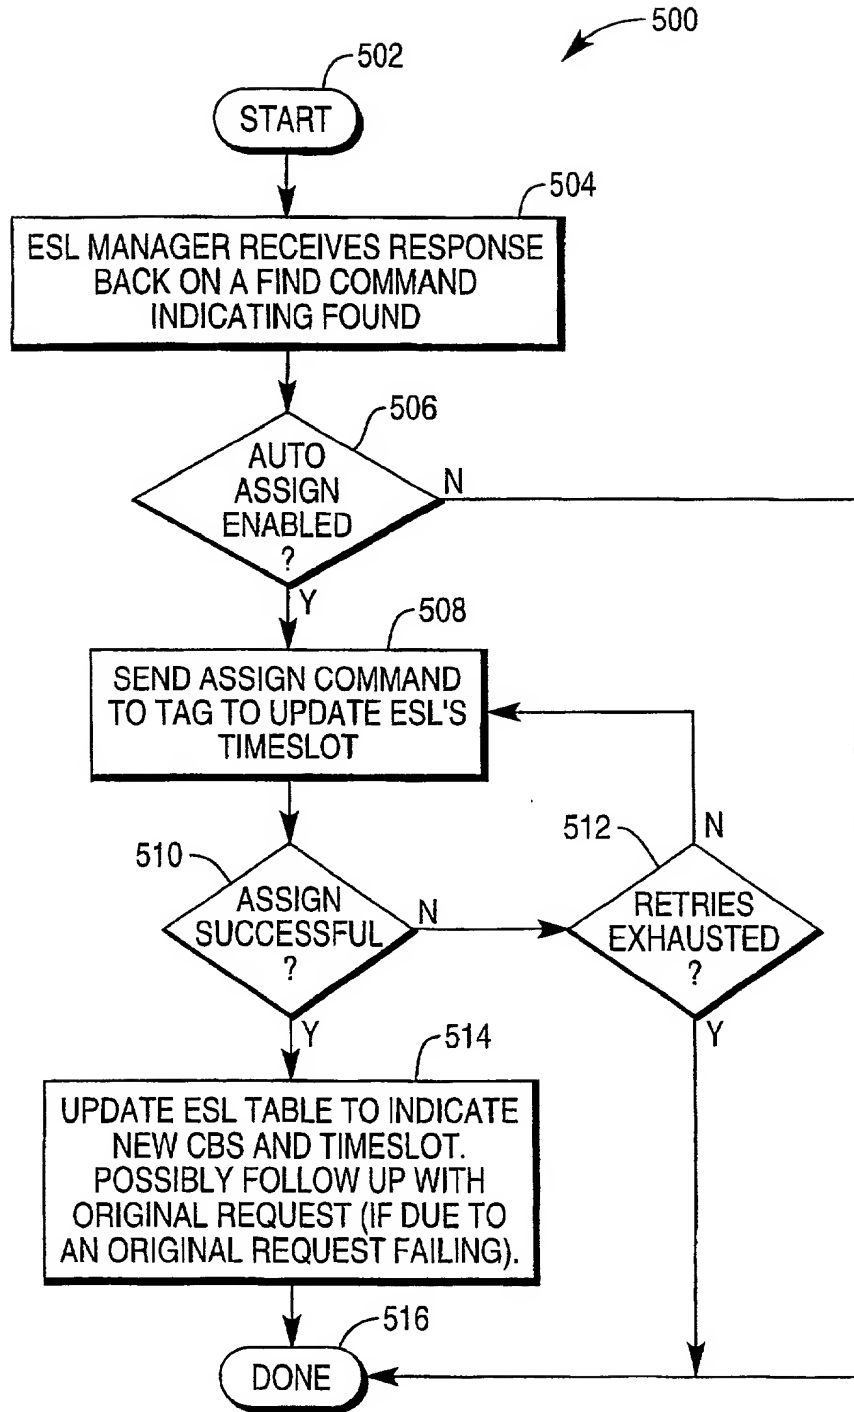 500
502
START
504
ESL MANAGER RECEIVES RESPONSE
BACK ON A FIND COMMAND
INDICATING FOUND
506
AUTO
ASSIGN
ENABLED
?
N
Y
508
SEND ASSIGN COMMAND
TO TAG TO UPDATE ESL'S
TIMESLOT
510
ASSIGN
SUCCESSFUL
?
N
Y
512
N
RETRIES
EXHAUSTED
?
Y
514
UPDATE ESL TABLE TO INDICATE
NEW CBS AND TIMESLOT.
POSSIBLY FOLLOW UP WITH
ORIGINAL REQUEST (IF DUE TO
AN ORIGINAL REQUEST FAILING).
516
DONE